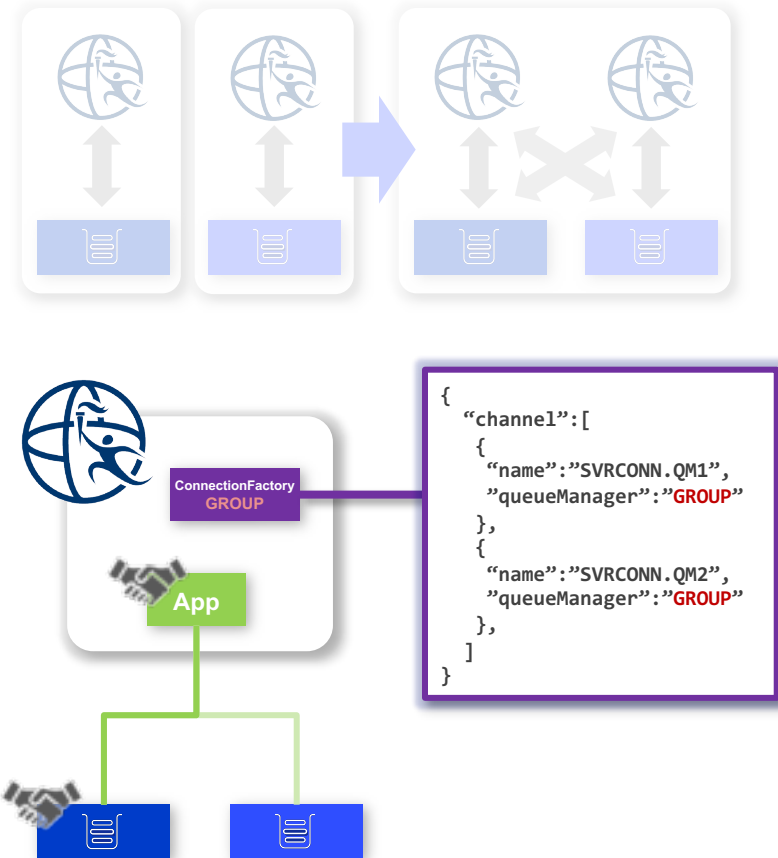 ConnectionFactory
GROUP
App
{
“channel”:[
{
“name”:”SVRCONN.QM1”,
”queueManager”:”GROUP”
},
{
“name”:”SVRCONN.QM2”,
”queueManager”:”GROUP”
},
]
}